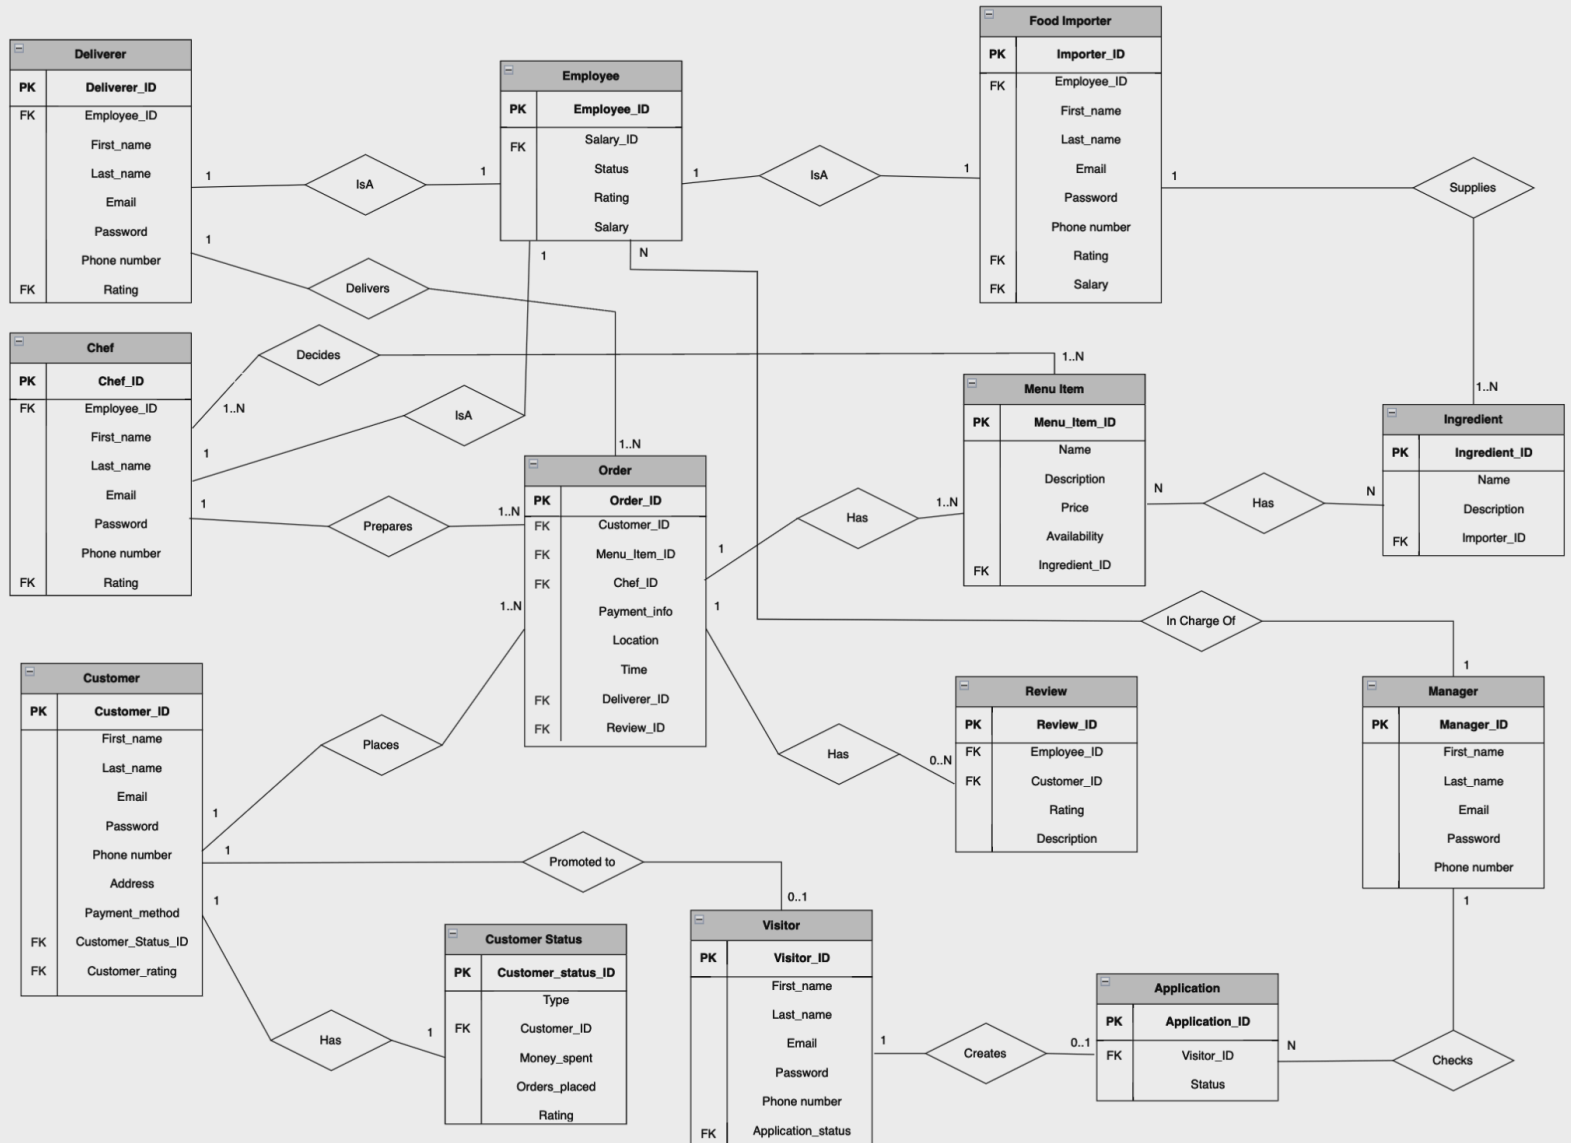 Deliverer
PK Deliverer_ID
FK Employee_ID
First_name
Last_name
Email
Password
Phone number
FK Rating
1
IsA
1
1
Delivers
1..N
Employee
PK Employee_ID
FK Salary_ID
Status
Rating
Salary
1
IsA
1
1
N
Food Importer
PK Importer_ID
FK Employee_ID
First_name
Last_name
Email
Password
Phone number
FK Rating
FK Salary
1
Supplies
1..N
Chef
PK Chef_ID
FK Employee_ID
First_name
Last_name
Email
Password
Phone number
FK Rating
Decides
1..N
1..N
IsA
1
1
Prepares
1..N
Order
PK Order_ID
FK Customer_ID
FK Menu_Item_ID
FK Chef_ID
Payment_info
Location
Time
FK Deliverer_ID
FK Review_ID
1
Has
1..N
Menu Item
PK Menu_Item_ID
Name
Description
Price
Availability
FK Ingredient_ID
N
Has
N
Ingredient
PK Ingredient_ID
Name
Description
FK Importer_ID
In Charge Of
1
1..N
Places
1
1
Has
0..N
Customer
PK Customer_ID
First_name
Last_name
Email
Password
Phone number
Address
Payment_method
FK Customer_Status_ID
FK Customer_rating
Review
PK Review_ID
FK Employee_ID
FK Customer_ID
Rating
Description
Manager
PK Manager_ID
First_name
Last_name
Email
Password
Phone number
1
1
Promoted to
0..1
1
Has
1
Customer Status
PK Customer_status_ID
Type
FK Customer_ID
Money_spent
Orders_placed
Rating
Visitor
PK Visitor_ID
First_name
Last_name
Email
Password
Phone number
FK Application_status
1
Creates
0..1
Application
PK Application_ID
FK Visitor_ID
Status
N
Checks